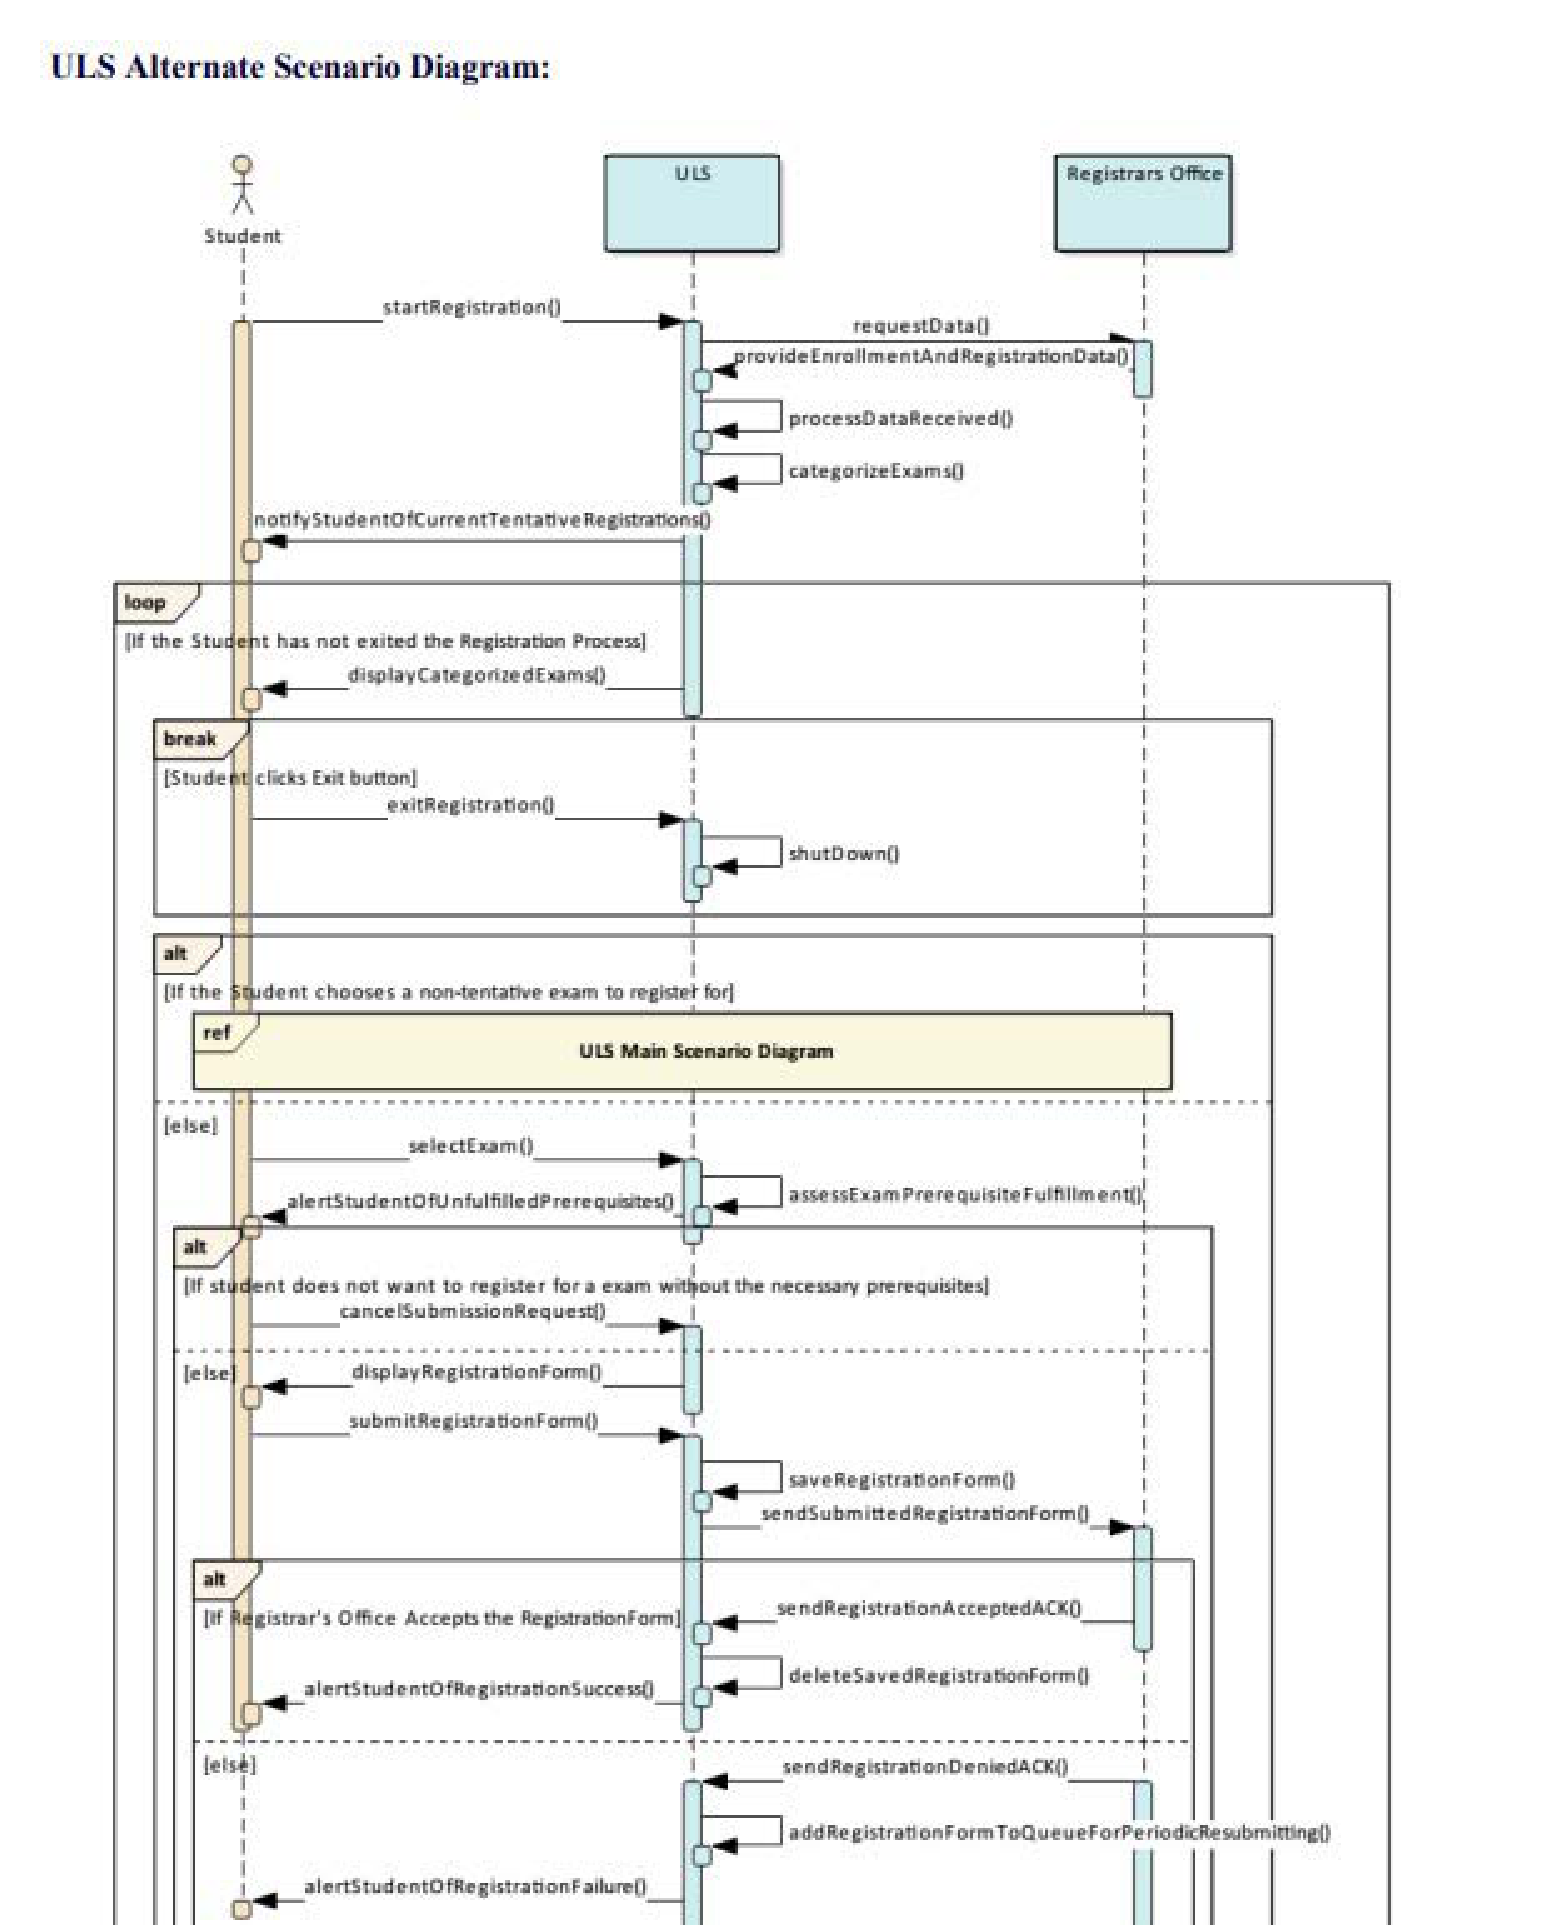 ULS Alternate Scenario Diagram:
Student
ULS
Registrars Office
startRegistration()
requestData()
provideEnrollmentAndRegistrationData()
processDataReceived()
categorizeExams()
notifyStudentOfCurrentTentativeRegistrations()
loop
[If the Student has not exited the Registration Process]
displayCategorizedExams()
break
[Student clicks Exit button]
exitRegistration()
shutDown()
alt
[If the Student chooses a non-tentative exam to register for]
ref
ULS Main Scenario Diagram
[else]
selectExam()
assessExamPrerequisiteFulfillment()
alertStudentOfUnfulfilledPrerequisites()
alt
[If student does not want to register for a exam without the necessary prerequisites]
cancelSubmissionRequest()
[else]
displayRegistrationForm()
submitRegistrationForm()
saveRegistrationForm()
sendSubmittedRegistrationForm()
alt
[If Registrar's Office Accepts the RegistrationForm]
sendRegistrationAcceptedACK()
deleteSavedRegistrationForm()
alertStudentOfRegistrationSuccess()
[else]
sendRegistrationDeniedACK()
addRegistrationFormToQueueForPeriodicResubmitting()
alertStudentOfRegistrationFailure()